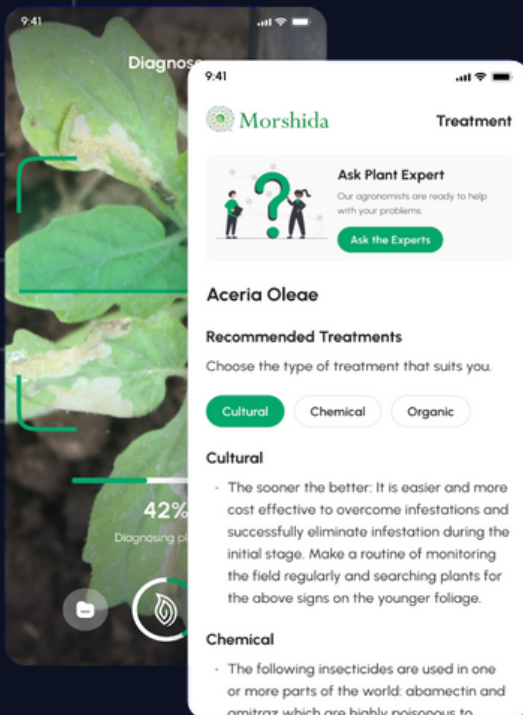 9:41
Diagnose
42%
Diagnosing
9:41
Morshida
Treatment
Ask Plant Expert
Our agronomists are ready to help
with your problems.
Ask the Experts
Aceria Oleae
Recommended Treatments
Choose the type of treatment that suits you.
Cultural
Chemical
Organic
Cultural
· The sooner the better: It is easier and more
cost effective to overcome infestations and
successfully eliminate infestation during the
initial stage. Make a routine of monitoring
the field regularly and searching plants for
the above signs on the younger foliage.
Chemical
· The following insecticides are used in one
or more parts of the world: abamectin and
amitraz which are highly poisonous to